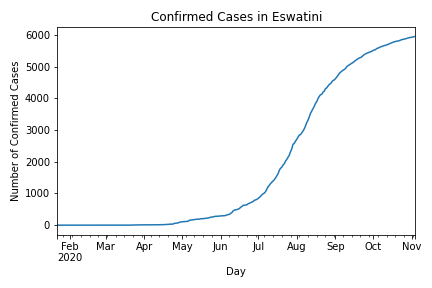 Confirmed Cases in Eswatini
Number of Confirmed Cases
6000
5000
4000
3000
2000
1000
0
Feb Mar Apr May Jun Jul Aug Sep Oct Nov
2020
Day